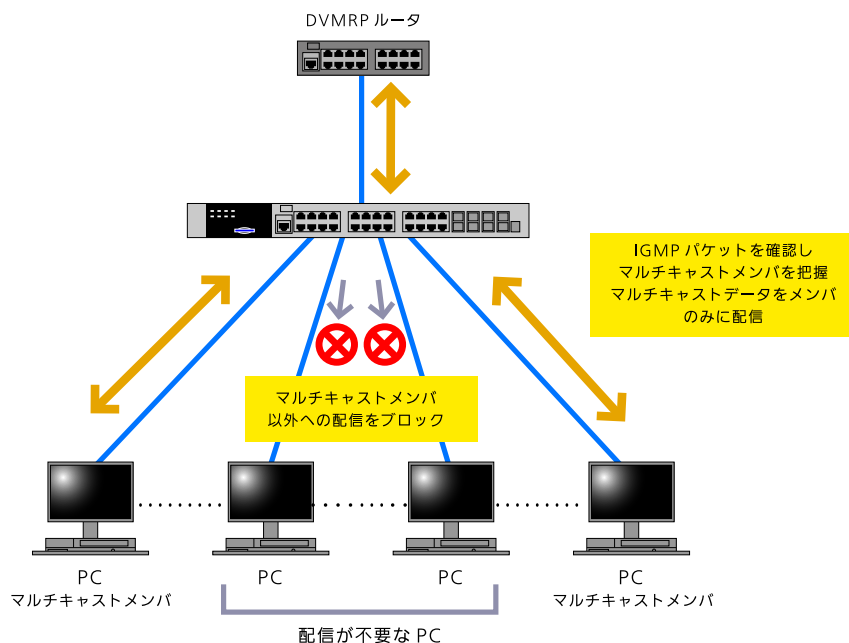 DVMRP ルータ
IGMP パケットを確認し
マルチキャストメンバを把握
マルチキャストデータをメンバ
のみに配信
マルチキャストメンバ
以外への配信をブロック
PC
マルチキャストメンバ
PC
PC
PC
マルチキャストメンバ
配信が不要な PC